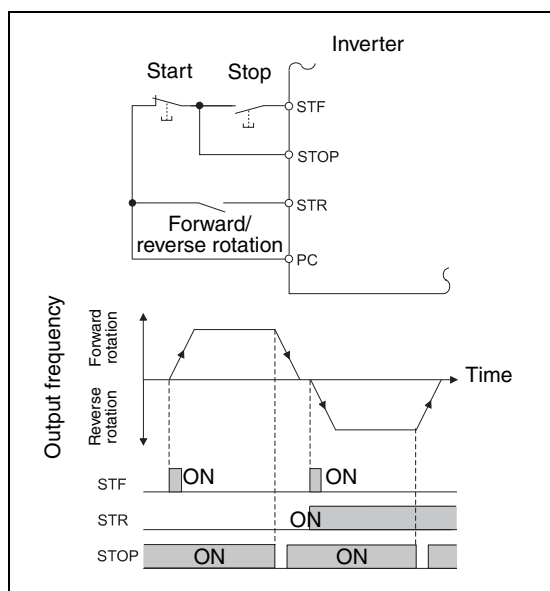 Inverter
Start
Stop
STF
STOP
STR
Forward/
reverse rotation
PC
Output frequency
Forward
rotation
Reverse
rotation
Time
STF
ON
ON
STR
ON
STOP
ON
ON